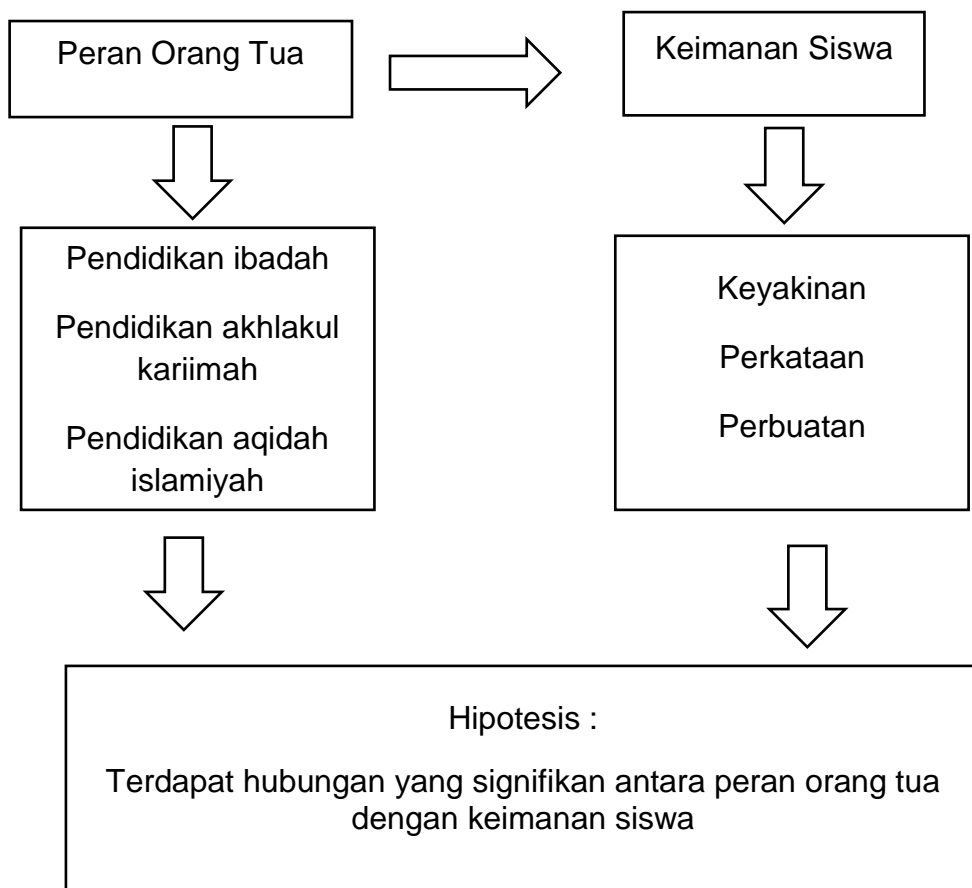 Peran Orang Tua
Keimanan Siswa
Pendidikan ibadah
Pendidikan akhlakul
kariimah
Pendidikan aqidah
islamiyah
Keyakinan
Perkataan
Perbuatan
Hipotesis :
Terdapat hubungan yang signifikan antara peran orang tua
dengan keimanan siswa